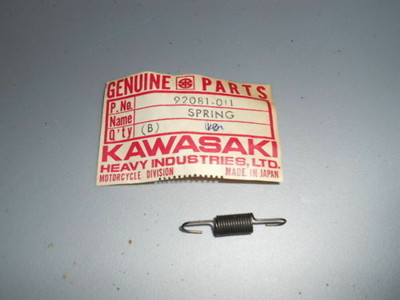 GENUINE PARTS
P.No. 92081-011
Name SPRING
Q'ty (B)
KAWASAKI
HEAVY INDUSTRIES, LTD.
MOTORCYCLE DIVISION MADE IN JAPAN